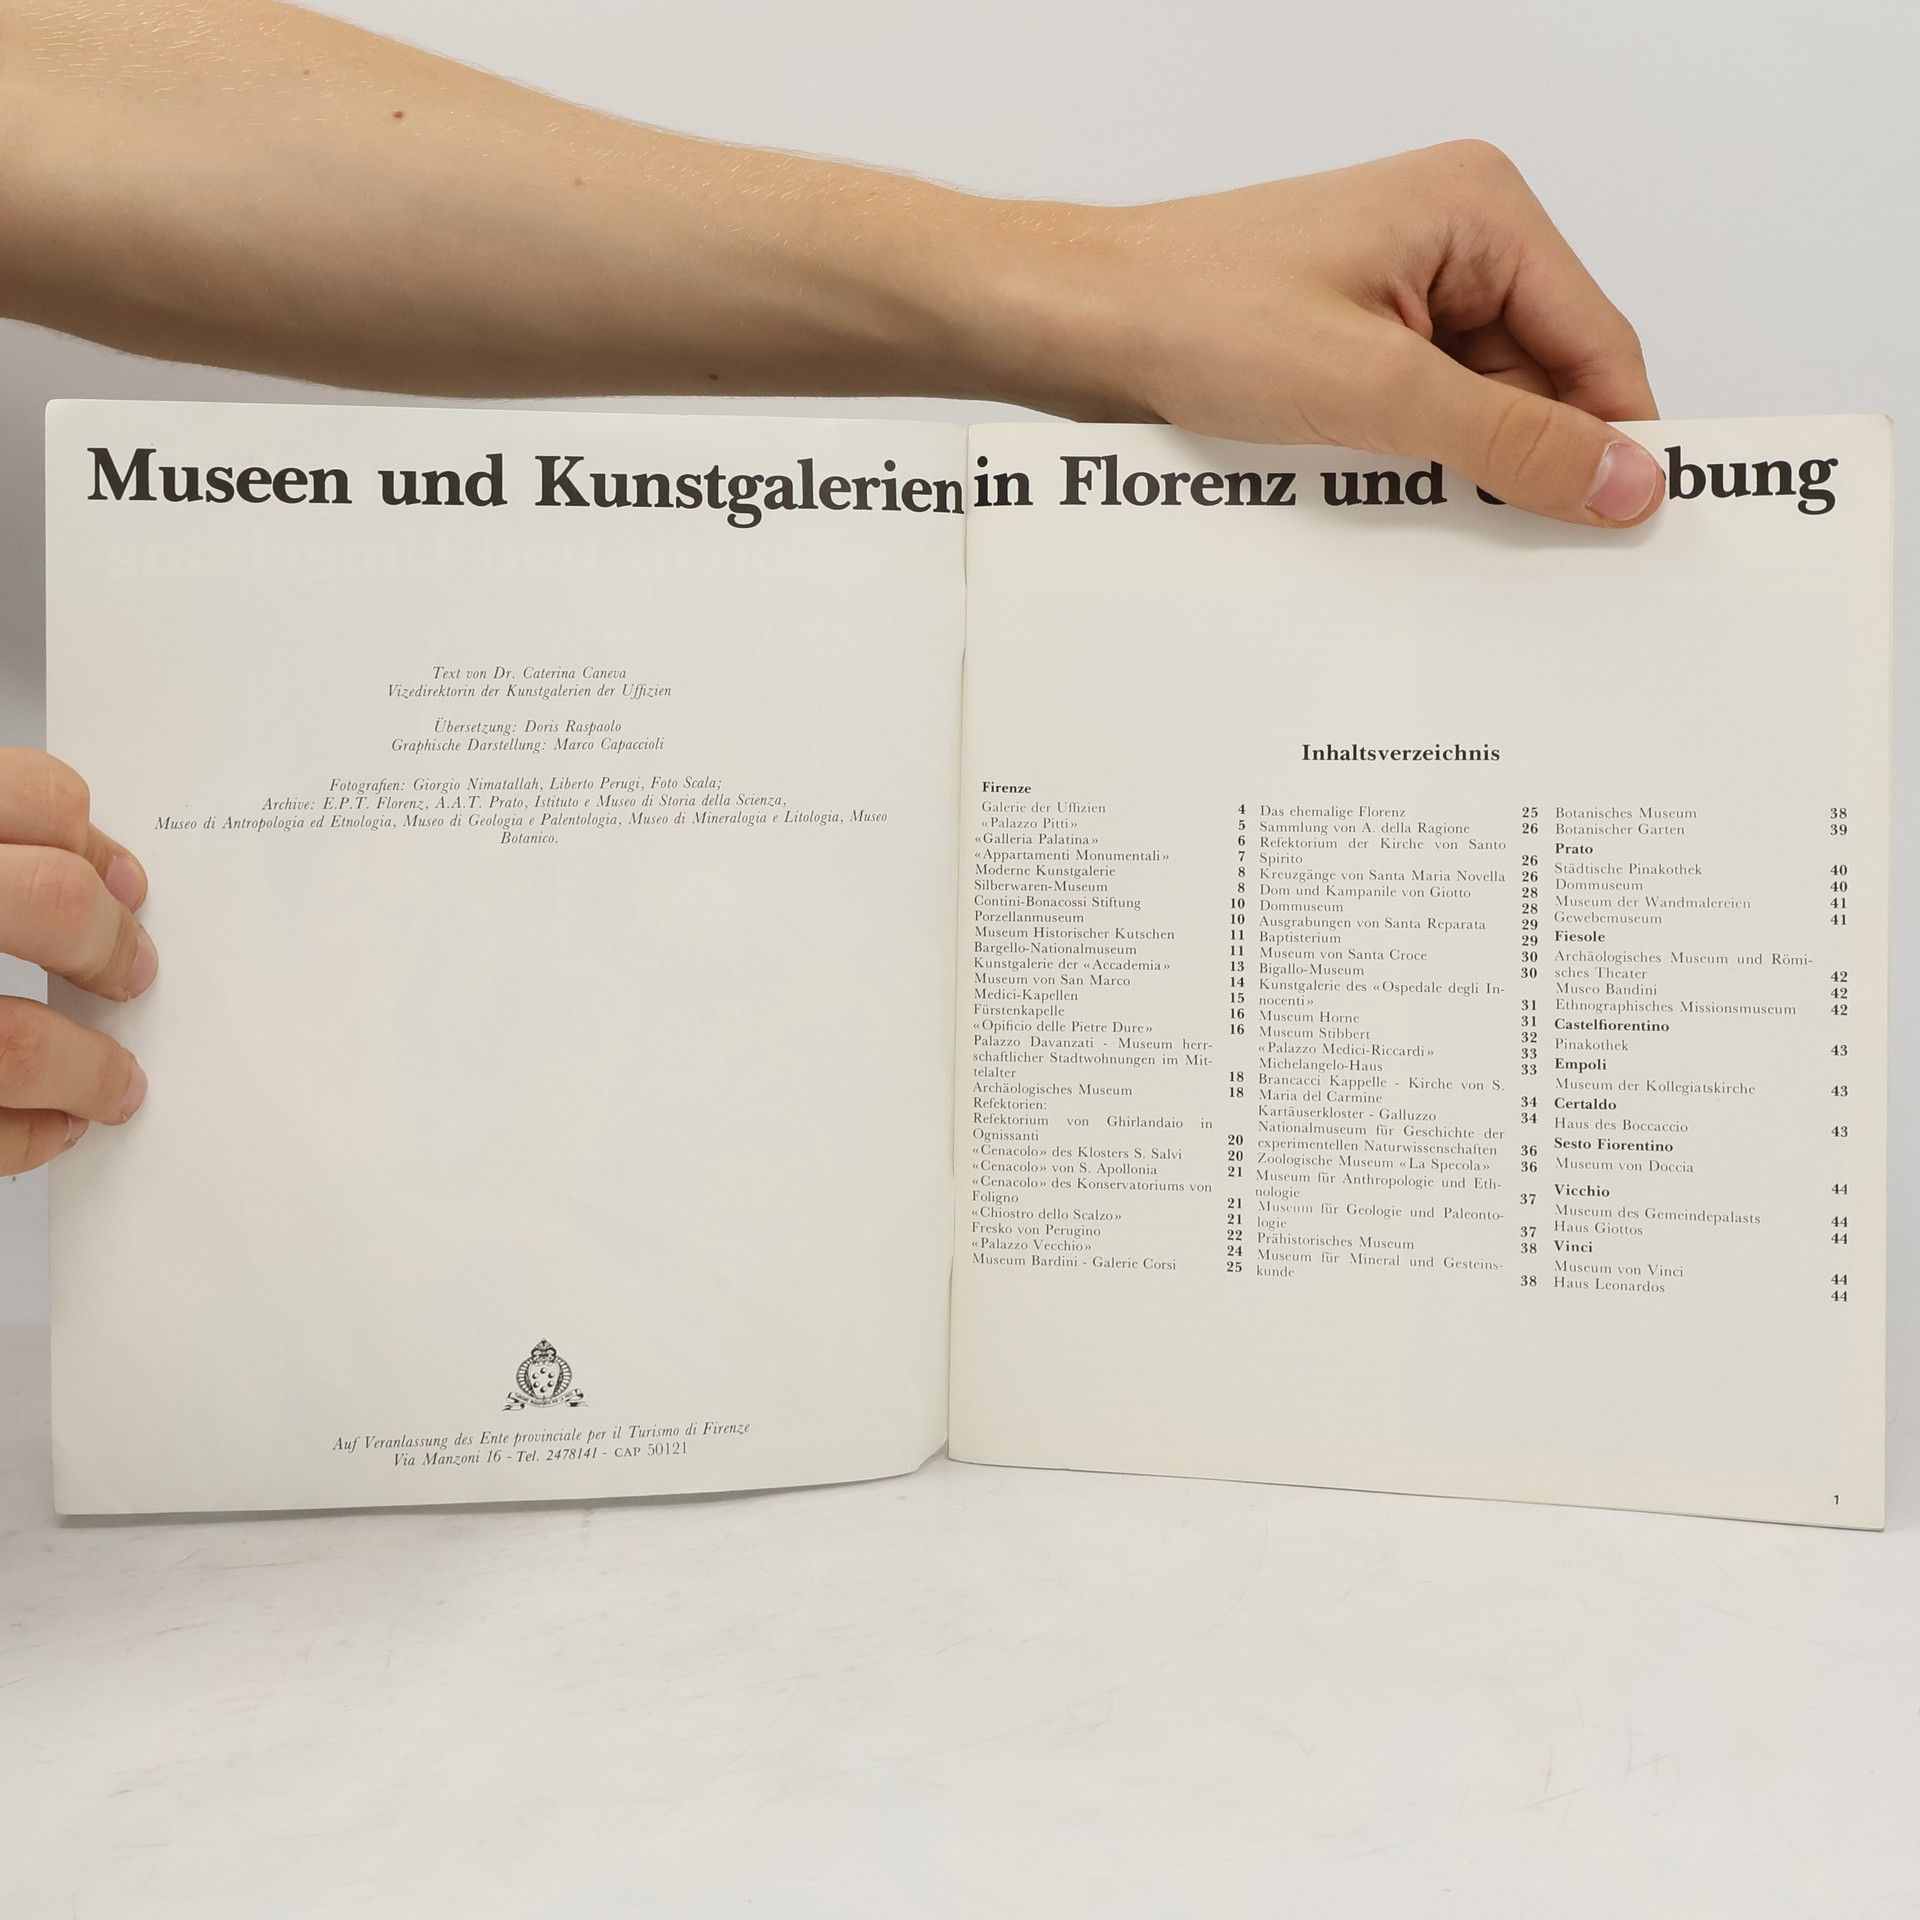 Museen und Kunstgalerien in Florenz und bung
Text von Dr. Caterina Caneva
Vizedirektorin der Kunstgalerien der Uffizien
Übersetzung: Doris Raspaolo
Graphische Darstellung: Marco Capaccioli
Fotografien: Giorgio Nimatallah, Liberto Perugi, Foto Scala;
Archive: E.P.T. Florenz, A.A.T. Prato, Istituto e Museo di Storia della Scienza,
Museo di Antropologia ed Etnologia, Museo di Geologia e Palentologia, Museo di Mineralogia e Litologia, Museo
Botanico.
Auf Veranlassung des Ente provinciale per il Turismo di Firenze
Via Manzoni 16 - Tel. 2478141 - CAP 50121
Inhaltsverzeichnis
Firenze
Galerie der Uffizien 4
«Palazzo Pitti» 5
«Galleria Palatina» 6
«Appartamenti Monumentali» 7
Moderne Kunstgalerie 8
Silberwaren-Museum 8
Contini-Bonacossi Stiftung 10
Porzellanmuseum 10
Museum Historischer Kutschen 11
Bargello-Nationalmuseum 11
Kunstgalerie der «Accademia» 13
Museum von San Marco 14
Medici-Kapellen 15
Fürstenkapelle 16
«Opificio delle Pietre Dure» 16
Palazzo Davanzati - Museum herr-
schaftlicher Stadtwohnungen im Mit-
telalter 18
Archäologisches Museum 18
Refektorien:
Refektorium von Ghirlandaio in
Ognissanti 20
«Cenacolo» des Klosters S. Salvi 20
«Cenacolo» von S. Apollonia 21
«Cenacolo» des Konservatoriums von
Foligno 21
«Chiostro dello Scalzo» 21
Fresko von Perugino 22
«Palazzo Vecchio» 24
Museum Bardini - Galerie Corsi 25
Das ehemalige Florenz 25
Sammlung von A. della Ragione 26
Refektorium der Kirche von Santo
Spirito 26
Kreuzgänge von Santa Maria Novella 26
Dom und Kampanile von Giotto 28
Dommuseum 28
Ausgrabungen von Santa Reparata 29
Baptisterium 29
Museum von Santa Croce 30
Bigallo-Museum 30
Kunstgalerie des «Ospedale degli In-
nocenti» 31
Museum Horne 31
Museum Stibbert 32
«Palazzo Medici-Riccardi» 33
Michelangelo-Haus 33
Brancacci Kappelle - Kirche von S.
Maria del Carmine 34
Kartäuserkloster - Galluzzo 34
Nationalmuseum für Geschichte der
experimentellen Naturwissenschaften 36
Zoologische Museum «La Specola» 36
Museum für Anthropologie und Eth-
nologie 37
Museum für Geologie und Paleonto-
logie 37
Prähistorisches Museum 38
Museum für Mineral und Gesteins-
kunde 38
Botanisches Museum 38
Botanischer Garten 39
Prato
Städtische Pinakothek 40
Dommuseum 40
Museum der Wandmalereien 41
Gewebemuseum 41
Fiesole
Archäologisches Museum und Römi-
sches Theater 42
Museo Bandini 42
Ethnographisches Missionsmuseum 42
Castelfiorentino
Pinakothek 43
Empoli
Museum der Kollegiatskirche 43
Certaldo
Haus des Boccaccio 43
Sesto Fiorentino
Museum von Doccia 44
Vicchio
Museum des Gemeindepalasts 44
Haus Giottos 44
Vinci
Museum von Vinci 44
Haus Leonardos 44
1